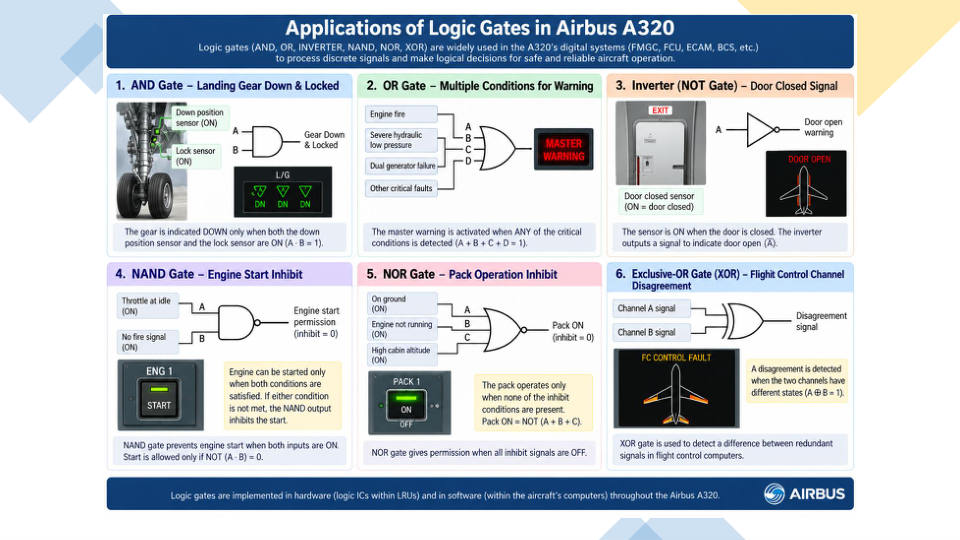 Applications of Logic Gates in Airbus A320
Logic gates (AND, OR, INVERTER, NAND, NOR, XOR) are widely used in the A320's digital systems (FMGC, FCU, ECAM, BCS, etc.)
to process discrete signals and make logical decisions for safe and reliable aircraft operation.
1. AND Gate – Landing Gear Down & Locked
Down position
sensor (ON)
Lock sensor
(ON)
A
B
Gear Down
& Locked
L/G
DN DN DN
The gear is indicated DOWN only when both the down
position sensor and the lock sensor are ON (A · B = 1).
2. OR Gate – Multiple Conditions for Warning
Engine fire
Severe hydraulic
low pressure
Dual generator failure
Other critical faults
A
B
C
D
MASTER
WARNING
The master warning is activated when ANY of the critical
conditions is detected (A + B + C + D = 1).
3. Inverter (NOT Gate) – Door Closed Signal
EXIT
A
Door open
warning
Door closed sensor
(ON = door closed)
DOOR OPEN
The sensor is ON when the door is closed. The inverter
outputs a signal to indicate door open (A̅).
4. NAND Gate – Engine Start Inhibit
Throttle at idle
(ON)
No fire signal
(ON)
A
B
Engine start
permission
(inhibit = 0)
ENG 1
START
Engine can be started only
when both conditions are
satisfied. If either condition
is not met, the NAND output
inhibits the start.
NAND gate prevents engine start when both inputs are ON.
Start is allowed only if NOT (A · B) = 0.
5. NOR Gate – Pack Operation Inhibit
On ground
(ON)
Engine not running
(ON)
High cabin altitude
(ON)
A
B
C
Pack ON
(inhibit = 0)
PACK 1
ON
OFF
The pack operates only
when none of the inhibit
conditions are present.
Pack ON = NOT (A + B + C).
NOR gate gives permission when all inhibit signals are OFF.
6. Exclusive-OR Gate (XOR) – Flight Control Channel
Disagreement
Channel A signal
Channel B signal
Disagreement
signal
FC CONTROL FAULT
A disagreement is detected
when the two channels have
different states (A ⊕ B = 1).
XOR gate is used to detect a difference between redundant
signals in flight control computers.
Logic gates are implemented in hardware (logic ICs within LRUs) and in software (within the aircraft's computers) throughout the Airbus A320.
AIRBUS